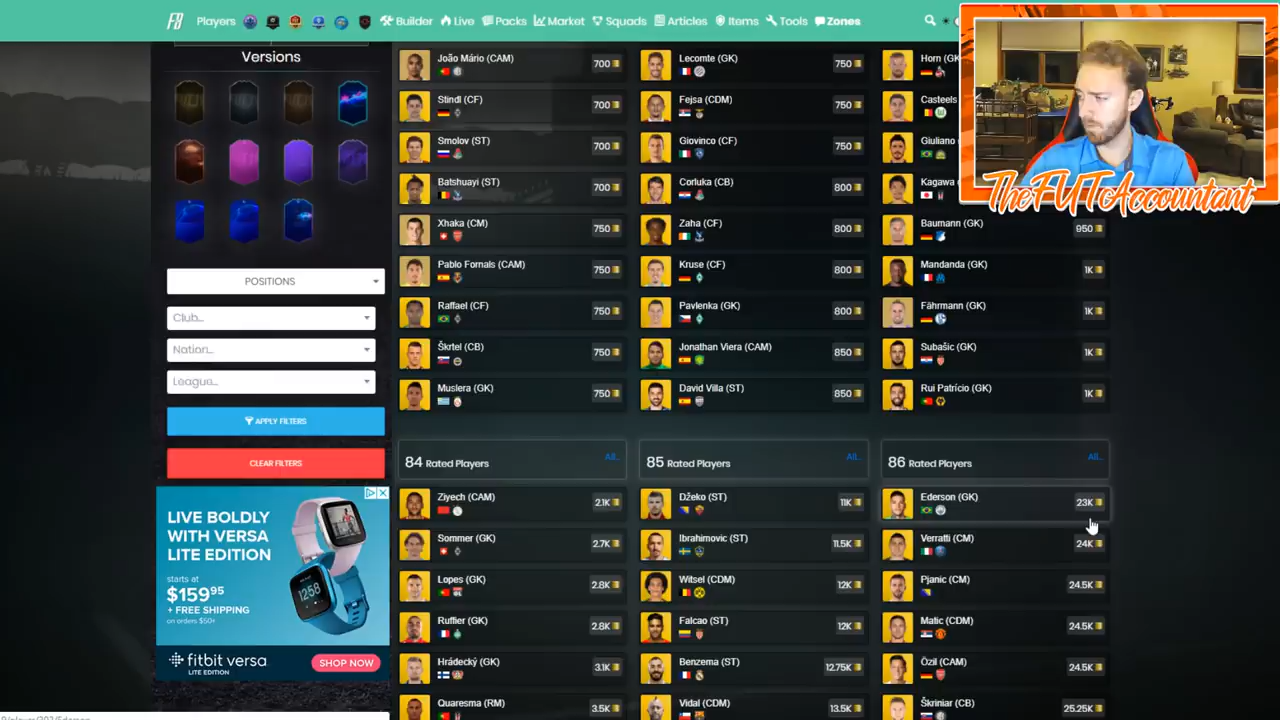 F8 Players Builder Live Packs Market Squads Articles Items Tools Zones
TheFUTAccountant
Versions
POSITIONS
Club...
Nation...
League...
APPLY FILTERS
CLEAR FILTERS
LIVE BOLDLY
WITH VERSA
LITE EDITION
starts at
$159.95
+ FREE SHIPPING
on orders $50+
fitbit versa
LITE EDITION
SHOP NOW
João Mário (CAM) 700
Stindl (CF) 700
Smolov (ST) 700
Batshuayi (ST) 700
Xhaka (CM) 750
Pablo Fornals (CAM) 750
Raffael (CF) 750
Škrtel (CB) 750
Muslera (GK) 750
Lecomte (GK) 750
Fejsa (CDM) 750
Giovinco (CF) 750
Corluka (CB) 800
Zaha (CF) 800
Kruse (CF) 800
Pavlenka (GK) 800
Jonathan Viera (CAM) 850
David Villa (ST) 850
Horn (GK
Casteels
Giuliano
Kagawa
Baumann (GK) 950
Mandanda (GK) 1K
Fährmann (GK) 1K
Subašic (GK) 1K
Rui Patrício (GK) 1K
84 Rated Players All..
Ziyech (CAM) 2.1K
Sommer (GK) 2.7K
Lopes (GK) 2.8K
Ruffier (GK) 2.8K
Hrádecký (GK) 3.1K
Quaresma (RM) 3.5K
85 Rated Players All..
Džeko (ST) 11K
Ibrahimovic (ST) 11.5K
Witsel (CDM) 12K
Falcao (ST) 12K
Benzema (ST) 12.75K
Vidal (CDM) 13.5K
86 Rated Players All..
Ederson (GK) 23K
Verratti (CM) 24K
Pjanic (CM) 24.5K
Matic (CDM) 24.5K
Özil (CAM) 24.5K
Škriniar (CB) 25.25K